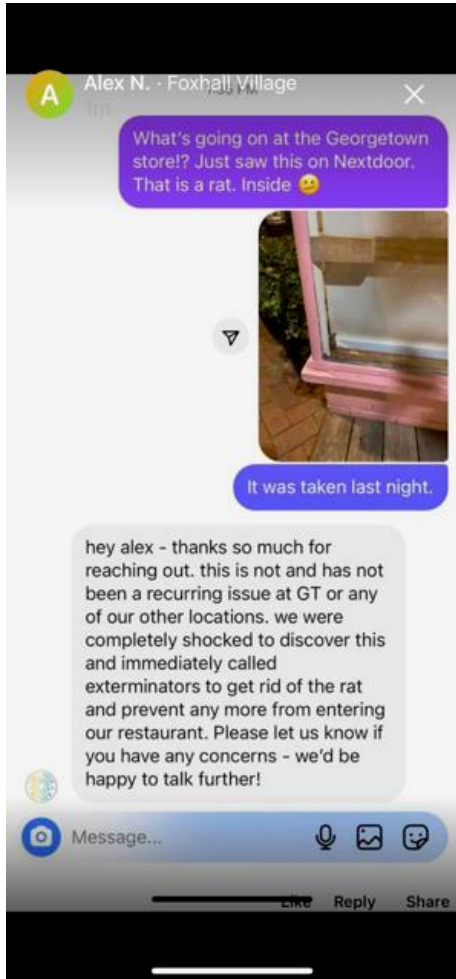 A
Alex N. · Foxhall Village
1m
What's going on at the Georgetown
store!? Just saw this on Nextdoor.
That is a rat. Inside 🫤
It was taken last night.
hey alex - thanks so much for
reaching out. this is not and has not
been a recurring issue at GT or any
of our other locations. we were
completely shocked to discover this
and immediately called
exterminators to get rid of the rat
and prevent any more from entering
our restaurant. Please let us know if
you have any concerns - we'd be
happy to talk further!
Message...
Like Reply Share